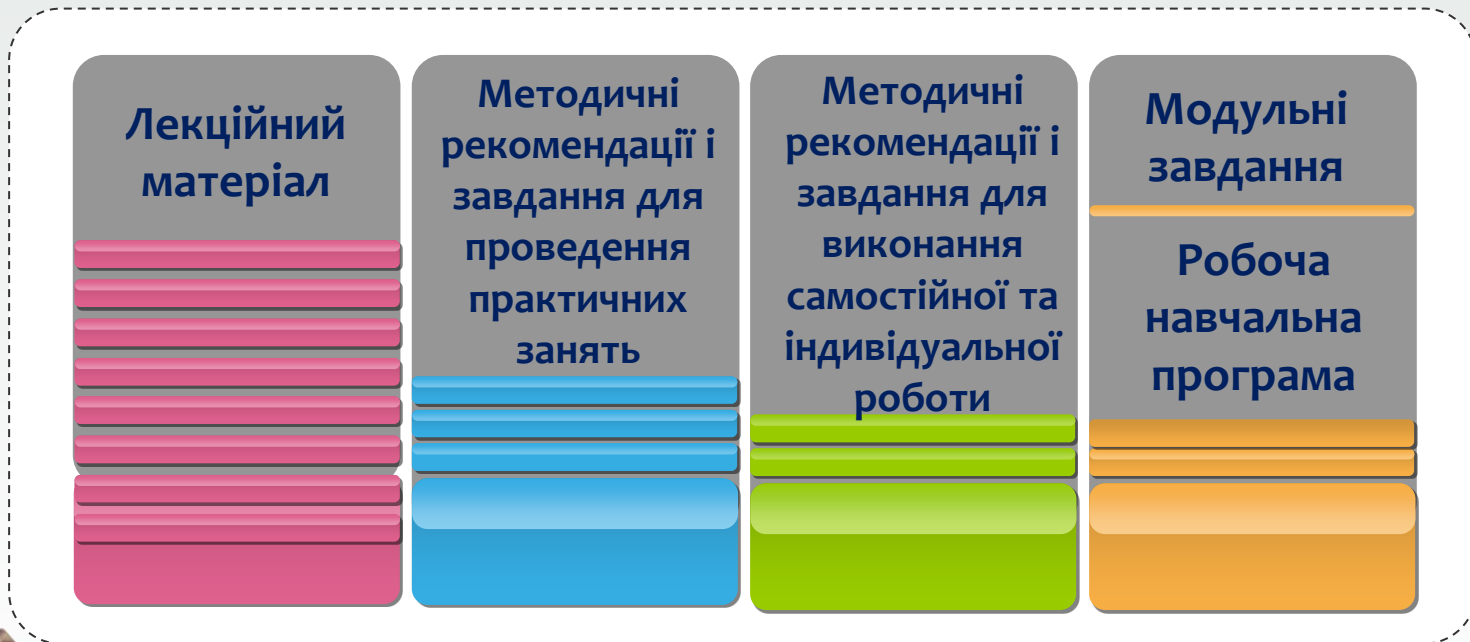 Лекційний
матеріал
Методичні
рекомендації і
завдання для
проведення
практичних
занять
Методичні
рекомендації і
завдання для
виконання
самостійної та
індивідуальної
роботи
Модульні
завдання
Робоча
навчальна
програма